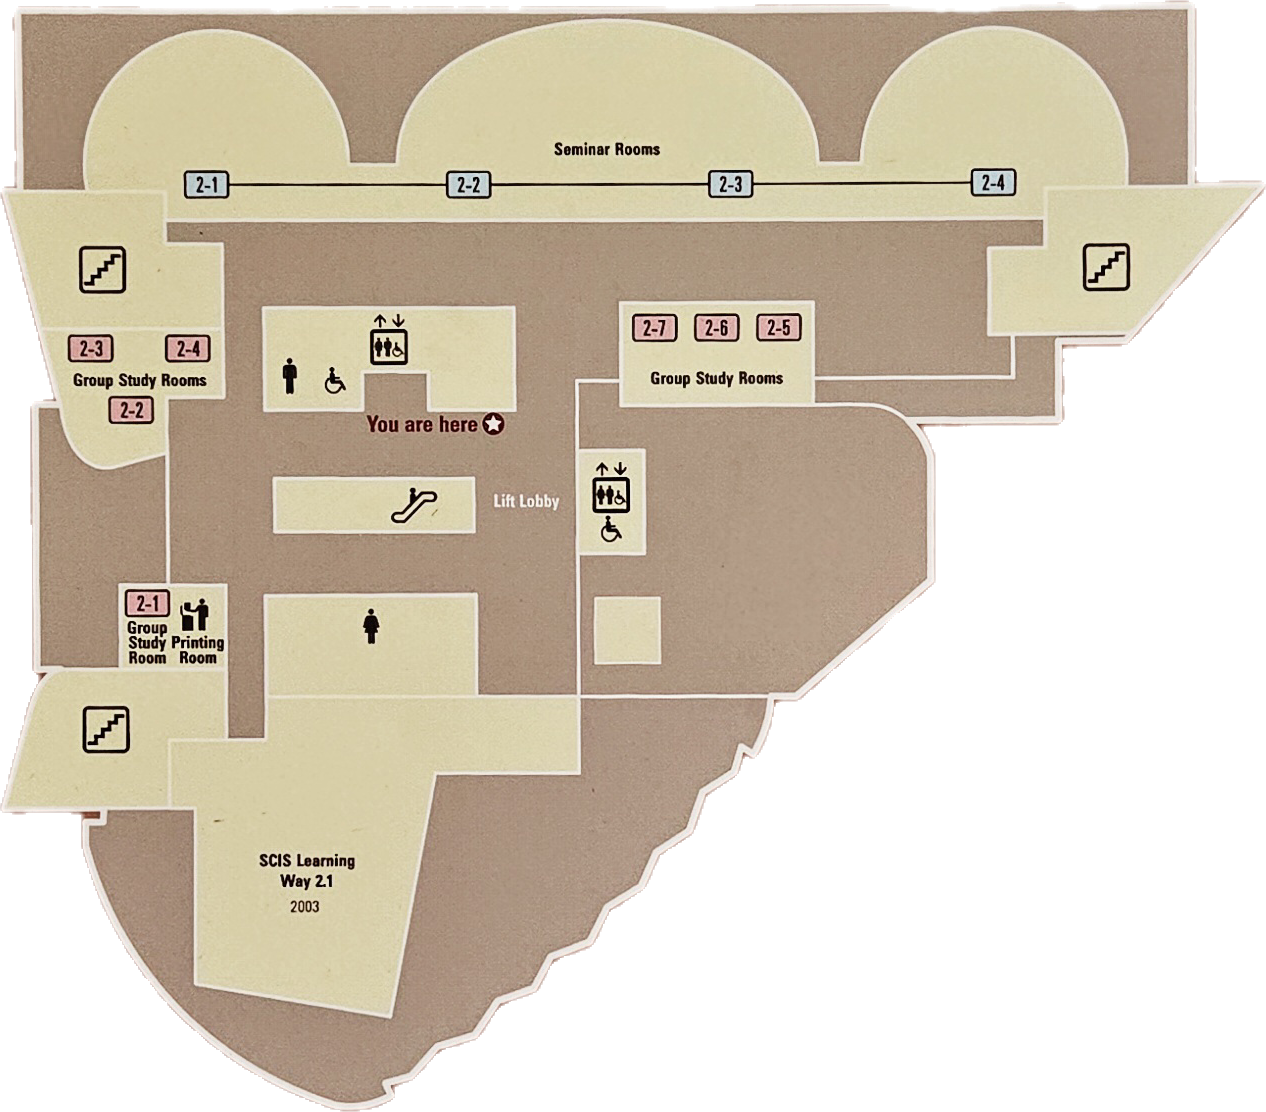 Seminar Rooms
2-1
2-2
2-3
2-4
2-3
2-4
Group Study Rooms
2-2
2-7
2-6
2-5
Group Study Rooms
You are here
Lift Lobby
2-1
Group
Study
Room
Printing
Room
SCIS Learning
Way 2.1
2003